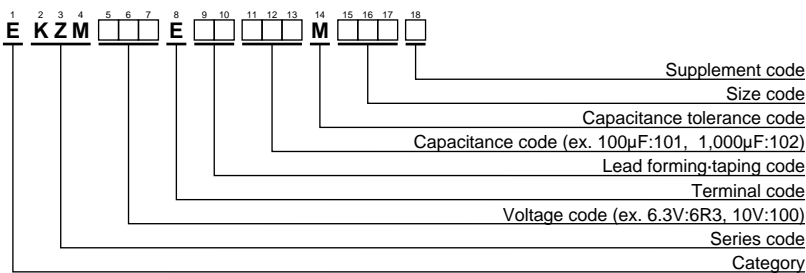 1 2 3 4 5 6 7 8 9 10 11 12 13 14 15 16 17 18
E KZM E M
Supplement code
Size code
Capacitance tolerance code
Capacitance code (ex. 100µF:101, 1,000µF:102)
Lead forming·taping code
Terminal code
Voltage code (ex. 6.3V:6R3, 10V:100)
Series code
Category